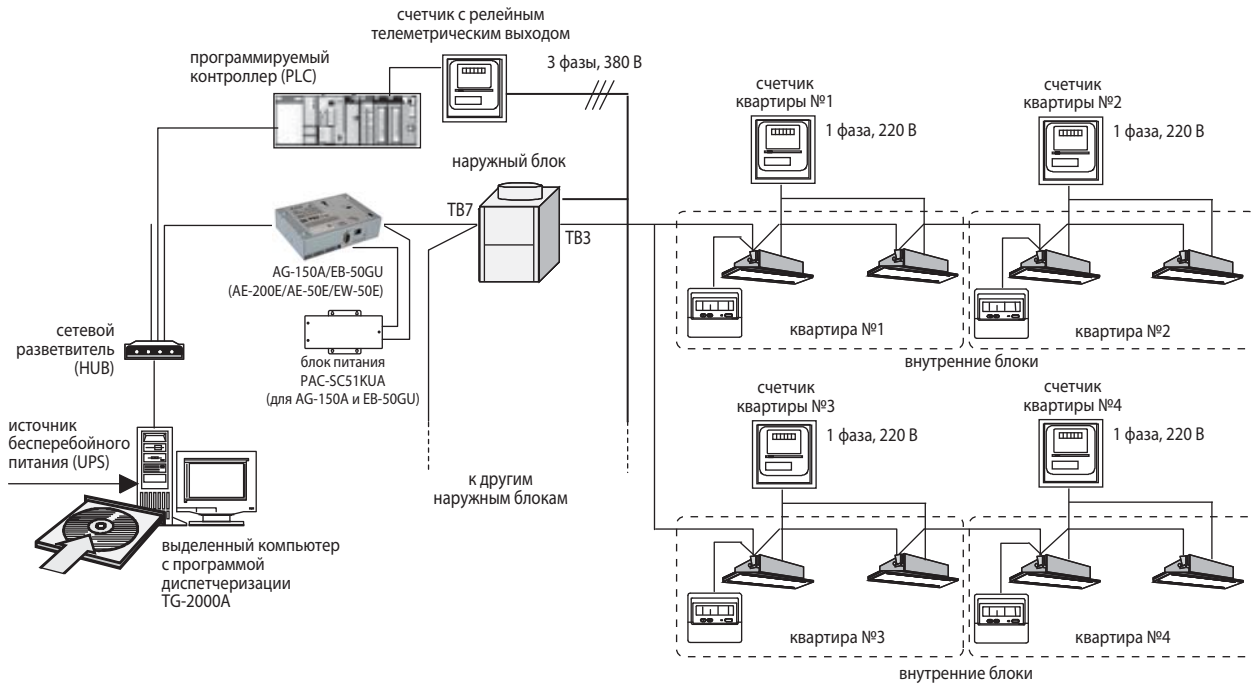 счетчик с релейным
телеметрическим выходом
программируемый
контроллер (PLC)
3 фазы, 380 В
наружный блок
TB7
TB3
AG-150A/EB-50GU
(AE-200E/AE-50E/EW-50E)
блок питания
PAC-SC51KUA
(для AG-150A и EB-50GU)
сетевой
разветвитель
(HUB)
источник
бесперебойного
питания (UPS)
выделенный компьютер
с программой
диспетчеризации
TG-2000A
к другим
наружным блокам
счетчик
квартиры №1
1 фаза, 220 В
квартира №1
счетчик
квартиры №2
1 фаза, 220 В
квартира №2
внутренние блоки
счетчик
квартиры №3
1 фаза, 220 В
квартира №3
счетчик
квартиры №4
1 фаза, 220 В
квартира №4
внутренние блоки